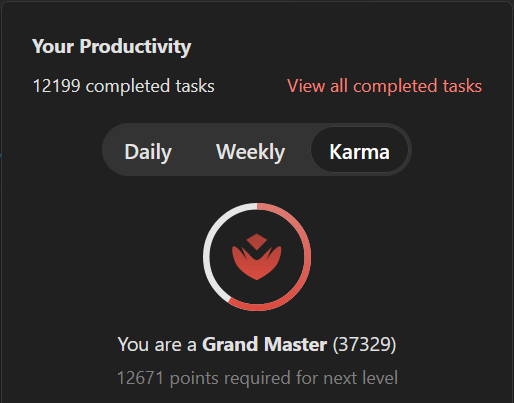 Your Productivity
12199 completed tasks View all completed tasks
Daily Weekly Karma
You are a Grand Master (37329)
12671 points required for next level